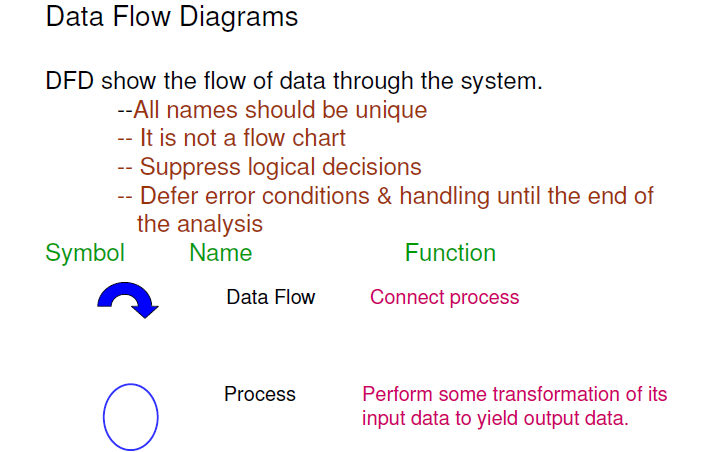 Data Flow Diagrams
DFD show the flow of data through the system.
--All names should be unique
-- It is not a flow chart
-- Suppress logical decisions
-- Defer error conditions & handling until the end of
the analysis
Symbol Name Function
Data Flow Connect process
Process Perform some transformation of its
input data to yield output data.